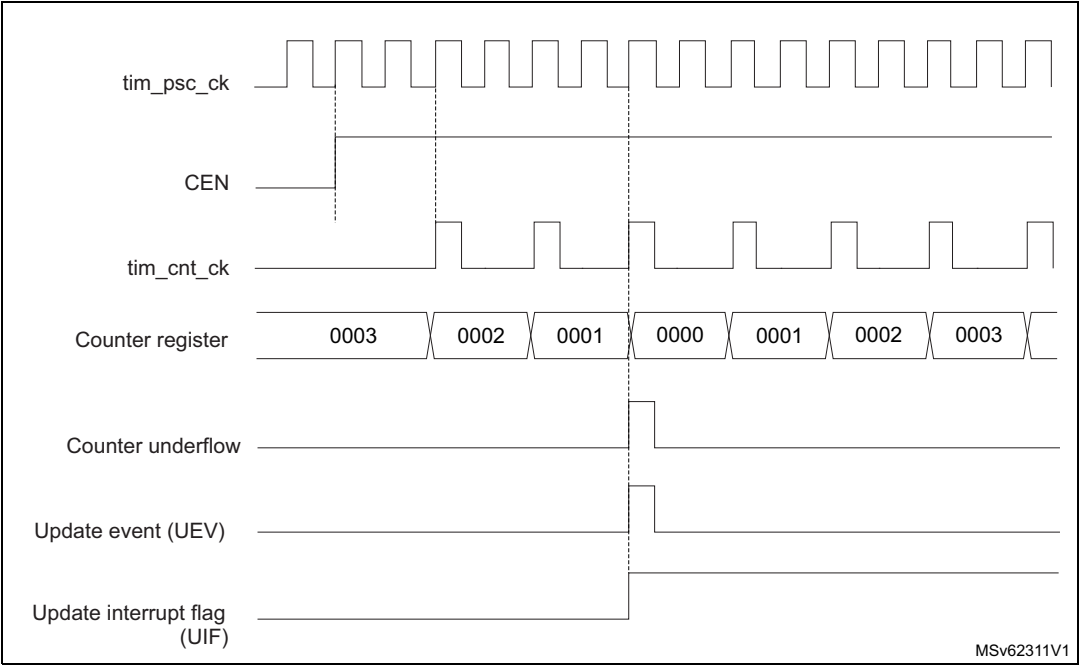 tim_psc_ck
CEN
tim_cnt_ck
Counter register 0003 0002 0001 0000 0001 0002 0003
Counter underflow
Update event (UEV)
Update interrupt flag
(UIF)
MSv62311V1